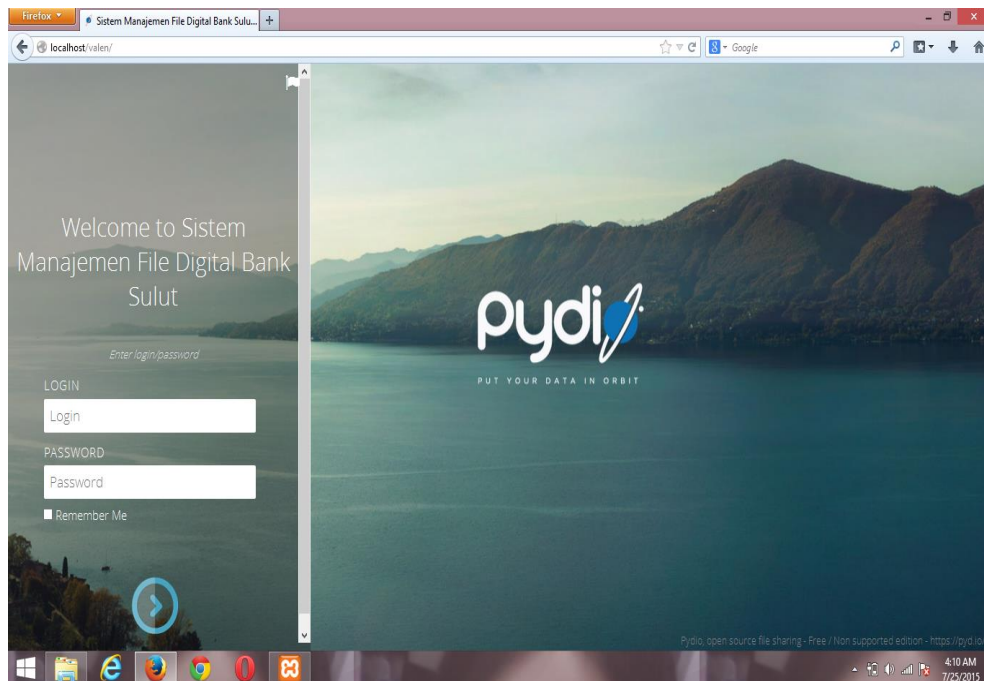 Firefox
Sistem Manajemen File Digital Bank Sulu...
localhost/valen/
Google
Welcome to Sistem
Manajemen File Digital Bank
Sulut
Enter login/password
LOGIN
Login
PASSWORD
Password
Remember Me
pydio
PUT YOUR DATA IN ORBIT
Pydio, open source file sharing - Free / Non supported edition - https://pyd.io/
4:10 AM
7/25/2015